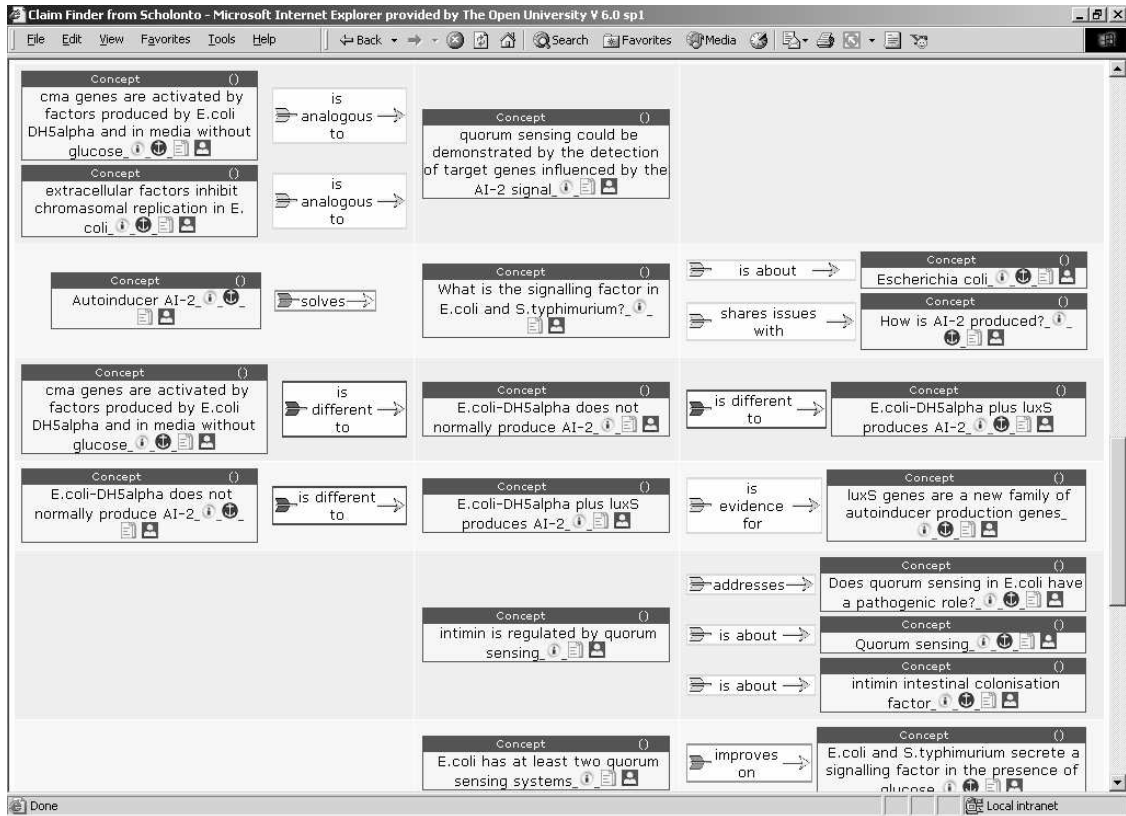 Claim Finder from Scholonto - Microsoft Internet Explorer provided by The Open University V 6.0 sp1
File Edit View Favorites Tools Help
Back Search Favorites Media
Concept ()
cma genes are activated by
factors produced by E.coli
DH5alpha and in media without
glucose_
is
analogous
to
Concept ()
extracellular factors inhibit
chromasomal replication in E.
coli_
is
analogous
to
Concept ()
quorum sensing could be
demonstrated by the detection
of target genes influenced by the
AI-2 signal_
Concept ()
Autoinducer AI-2_
solves
Concept ()
What is the signalling factor in
E.coli and S.typhimurium?_
is about
Concept ()
Escherichia coli_
shares issues
with
Concept ()
How is AI-2 produced?_
Concept ()
cma genes are activated by
factors produced by E.coli
DH5alpha and in media without
glucose_
is
different
to
Concept ()
E.coli-DH5alpha does not
normally produce AI-2_
is different
to
Concept ()
E.coli-DH5alpha plus luxS
produces AI-2_
Concept ()
E.coli-DH5alpha does not
normally produce AI-2_
is different
to
Concept ()
E.coli-DH5alpha plus luxS
produces AI-2_
is
evidence
for
Concept ()
luxS genes are a new family of
autoinducer production genes_
Concept ()
intimin is regulated by quorum
sensing_
addresses
Concept ()
Does quorum sensing in E.coli have
a pathogenic role?_
is about
Concept ()
Quorum sensing_
is about
Concept ()
intimin intestinal colonisation
factor_
Concept ()
E.coli has at least two quorum
sensing systems_
improves
on
Concept ()
E.coli and S.typhimurium secrete a
signalling factor in the presence of
glucose_
Done
Local intranet